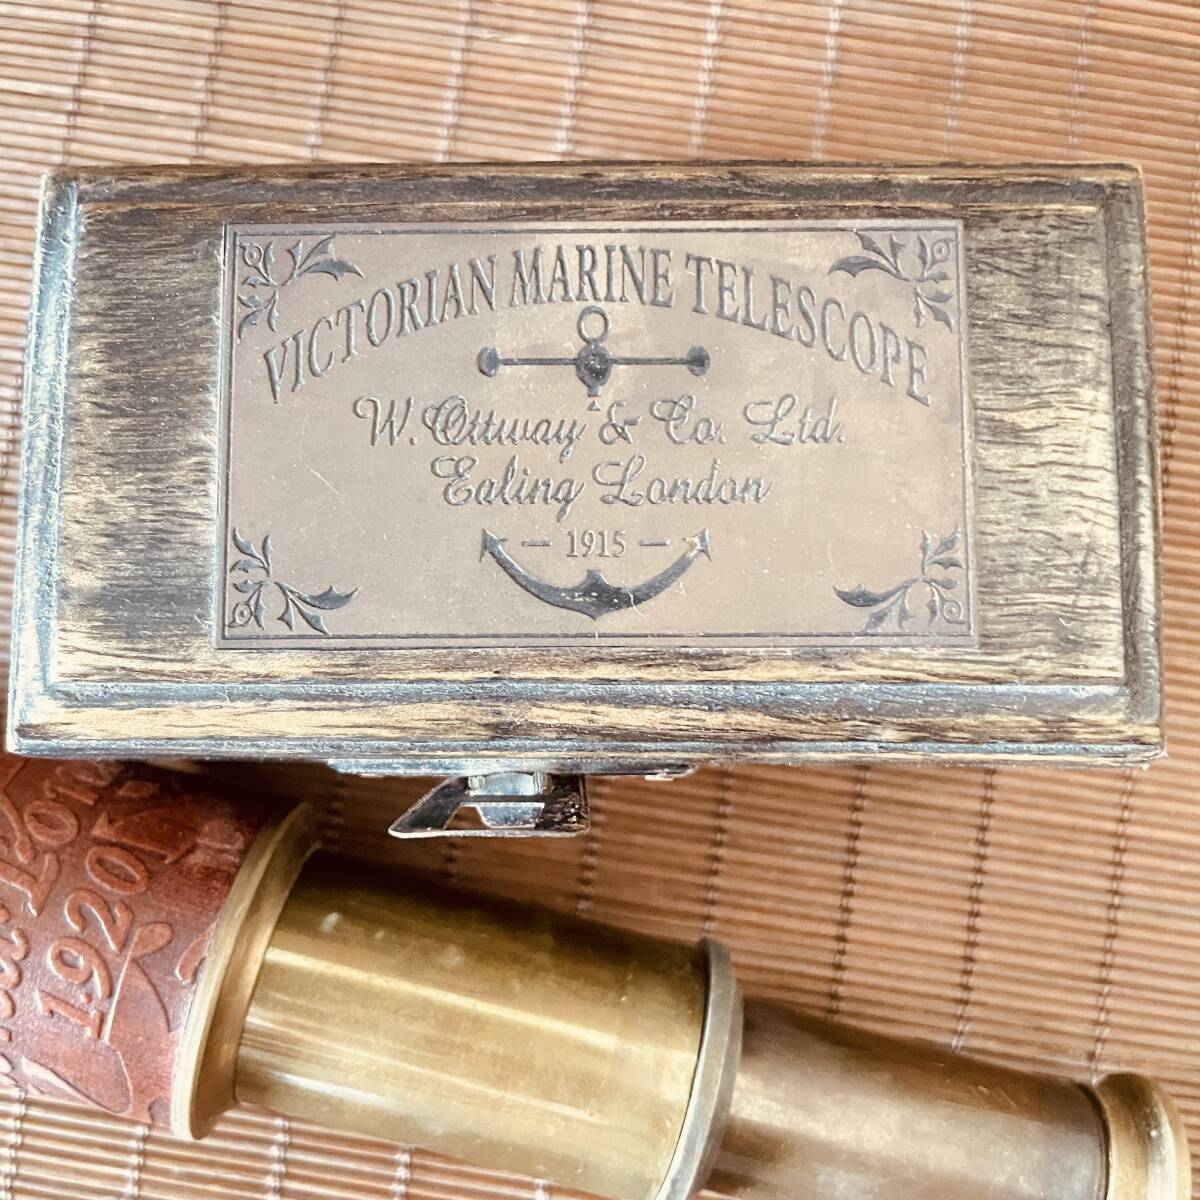 VICTORIAN MARINE TELESCOPE
W. Ottway & Co. Ltd.
Ealing London
- 1915 -
1920